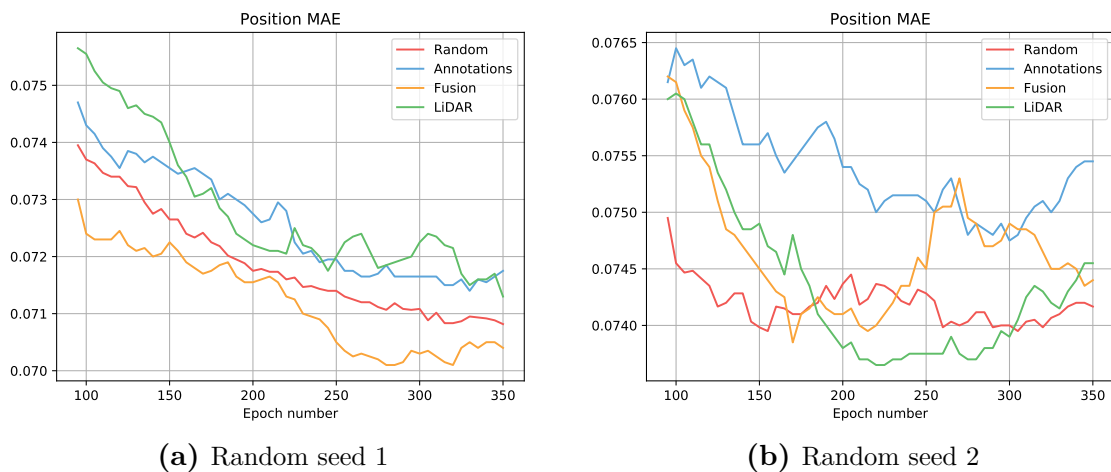 Position MAE
Random
Annotations
Fusion
LiDAR
0.075
0.074
0.073
0.072
0.071
0.070
100 150 200 250 300 350
Epoch number
(a) Random seed 1
Position MAE
Random
Annotations
Fusion
LiDAR
0.0765
0.0760
0.0755
0.0750
0.0745
0.0740
100 150 200 250 300 350
Epoch number
(b) Random seed 2